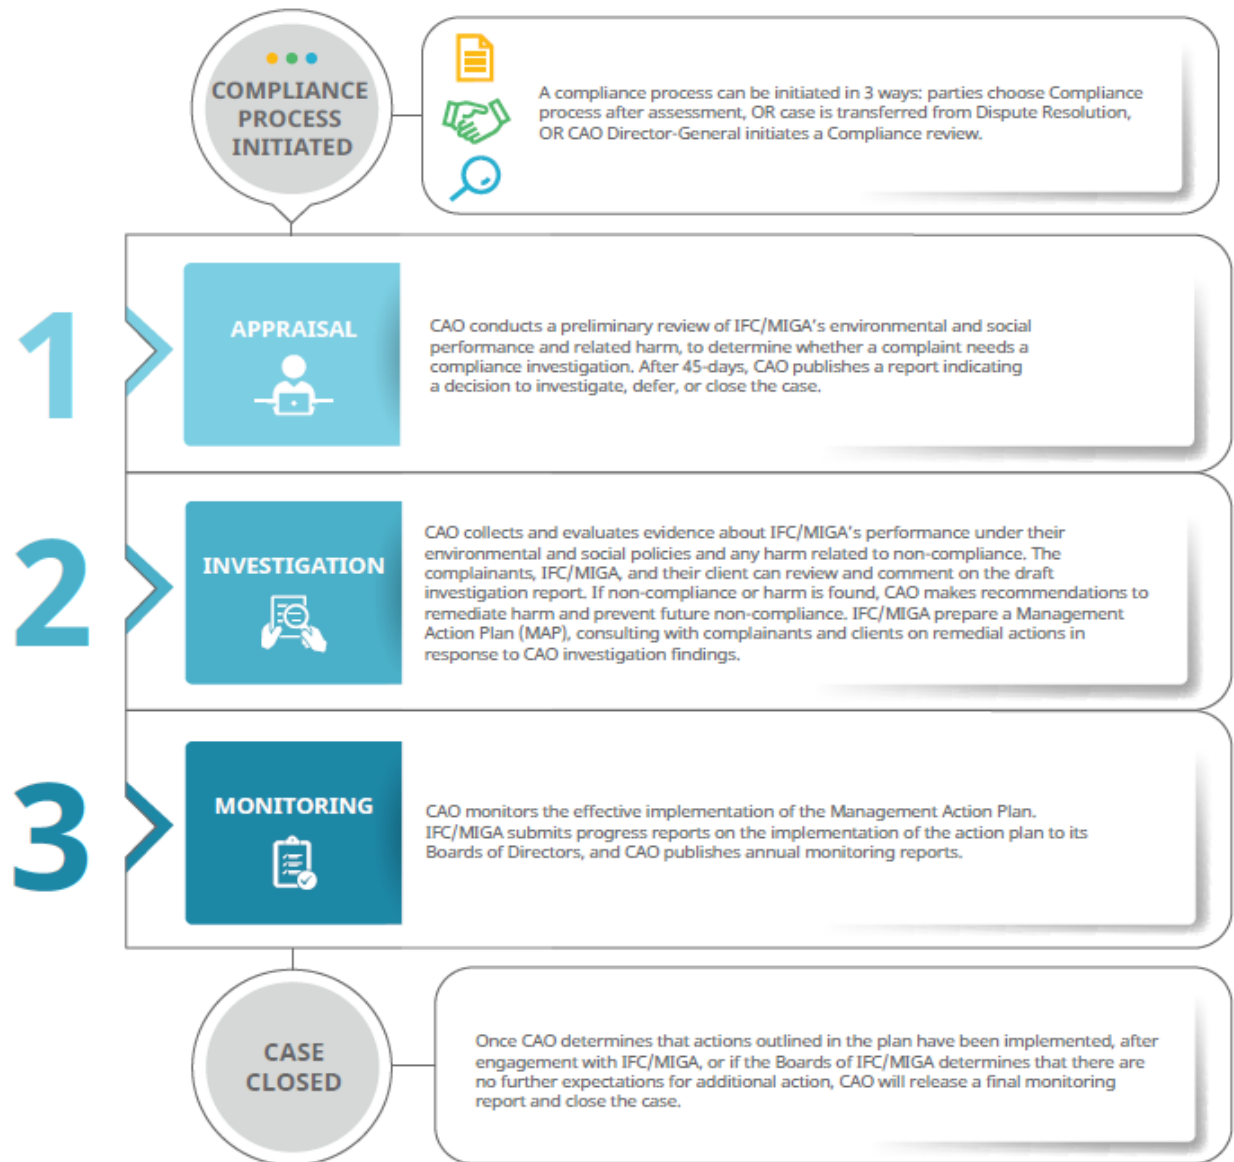 COMPLIANCE
PROCESS
INITIATED
A compliance process can be initiated in 3 ways: parties choose Compliance
process after assessment, OR case is transferred from Dispute Resolution,
OR CAO Director-General initiates a Compliance review.
1
APPRAISAL
CAO conducts a preliminary review of IFC/MIGA's environmental and social
performance and related harm, to determine whether a complaint needs a
compliance investigation. After 45-days, CAO publishes a report indicating
a decision to investigate, defer, or close the case.
2
INVESTIGATION
CAO collects and evaluates evidence about IFC/MIGA's performance under their
environmental and social policies and any harm related to non-compliance. The
complainants, IFC/MIGA, and their client can review and comment on the draft
investigation report. If non-compliance or harm is found, CAO makes recommendations to
remediate harm and prevent future non-compliance. IFC/MIGA prepare a Management
Action Plan (MAP), consulting with complainants and clients on remedial actions in
response to CAO investigation findings.
3
MONITORING
CAO monitors the effective implementation of the Management Action Plan.
IFC/MIGA submits progress reports on the implementation of the action plan to its
Boards of Directors, and CAO publishes annual monitoring reports.
CASE
CLOSED
Once CAO determines that actions outlined in the plan have been implemented, after
engagement with IFC/MIGA, or if the Boards of IFC/MIGA determines that there are
no further expectations for additional action, CAO will release a final monitoring
report and close the case.